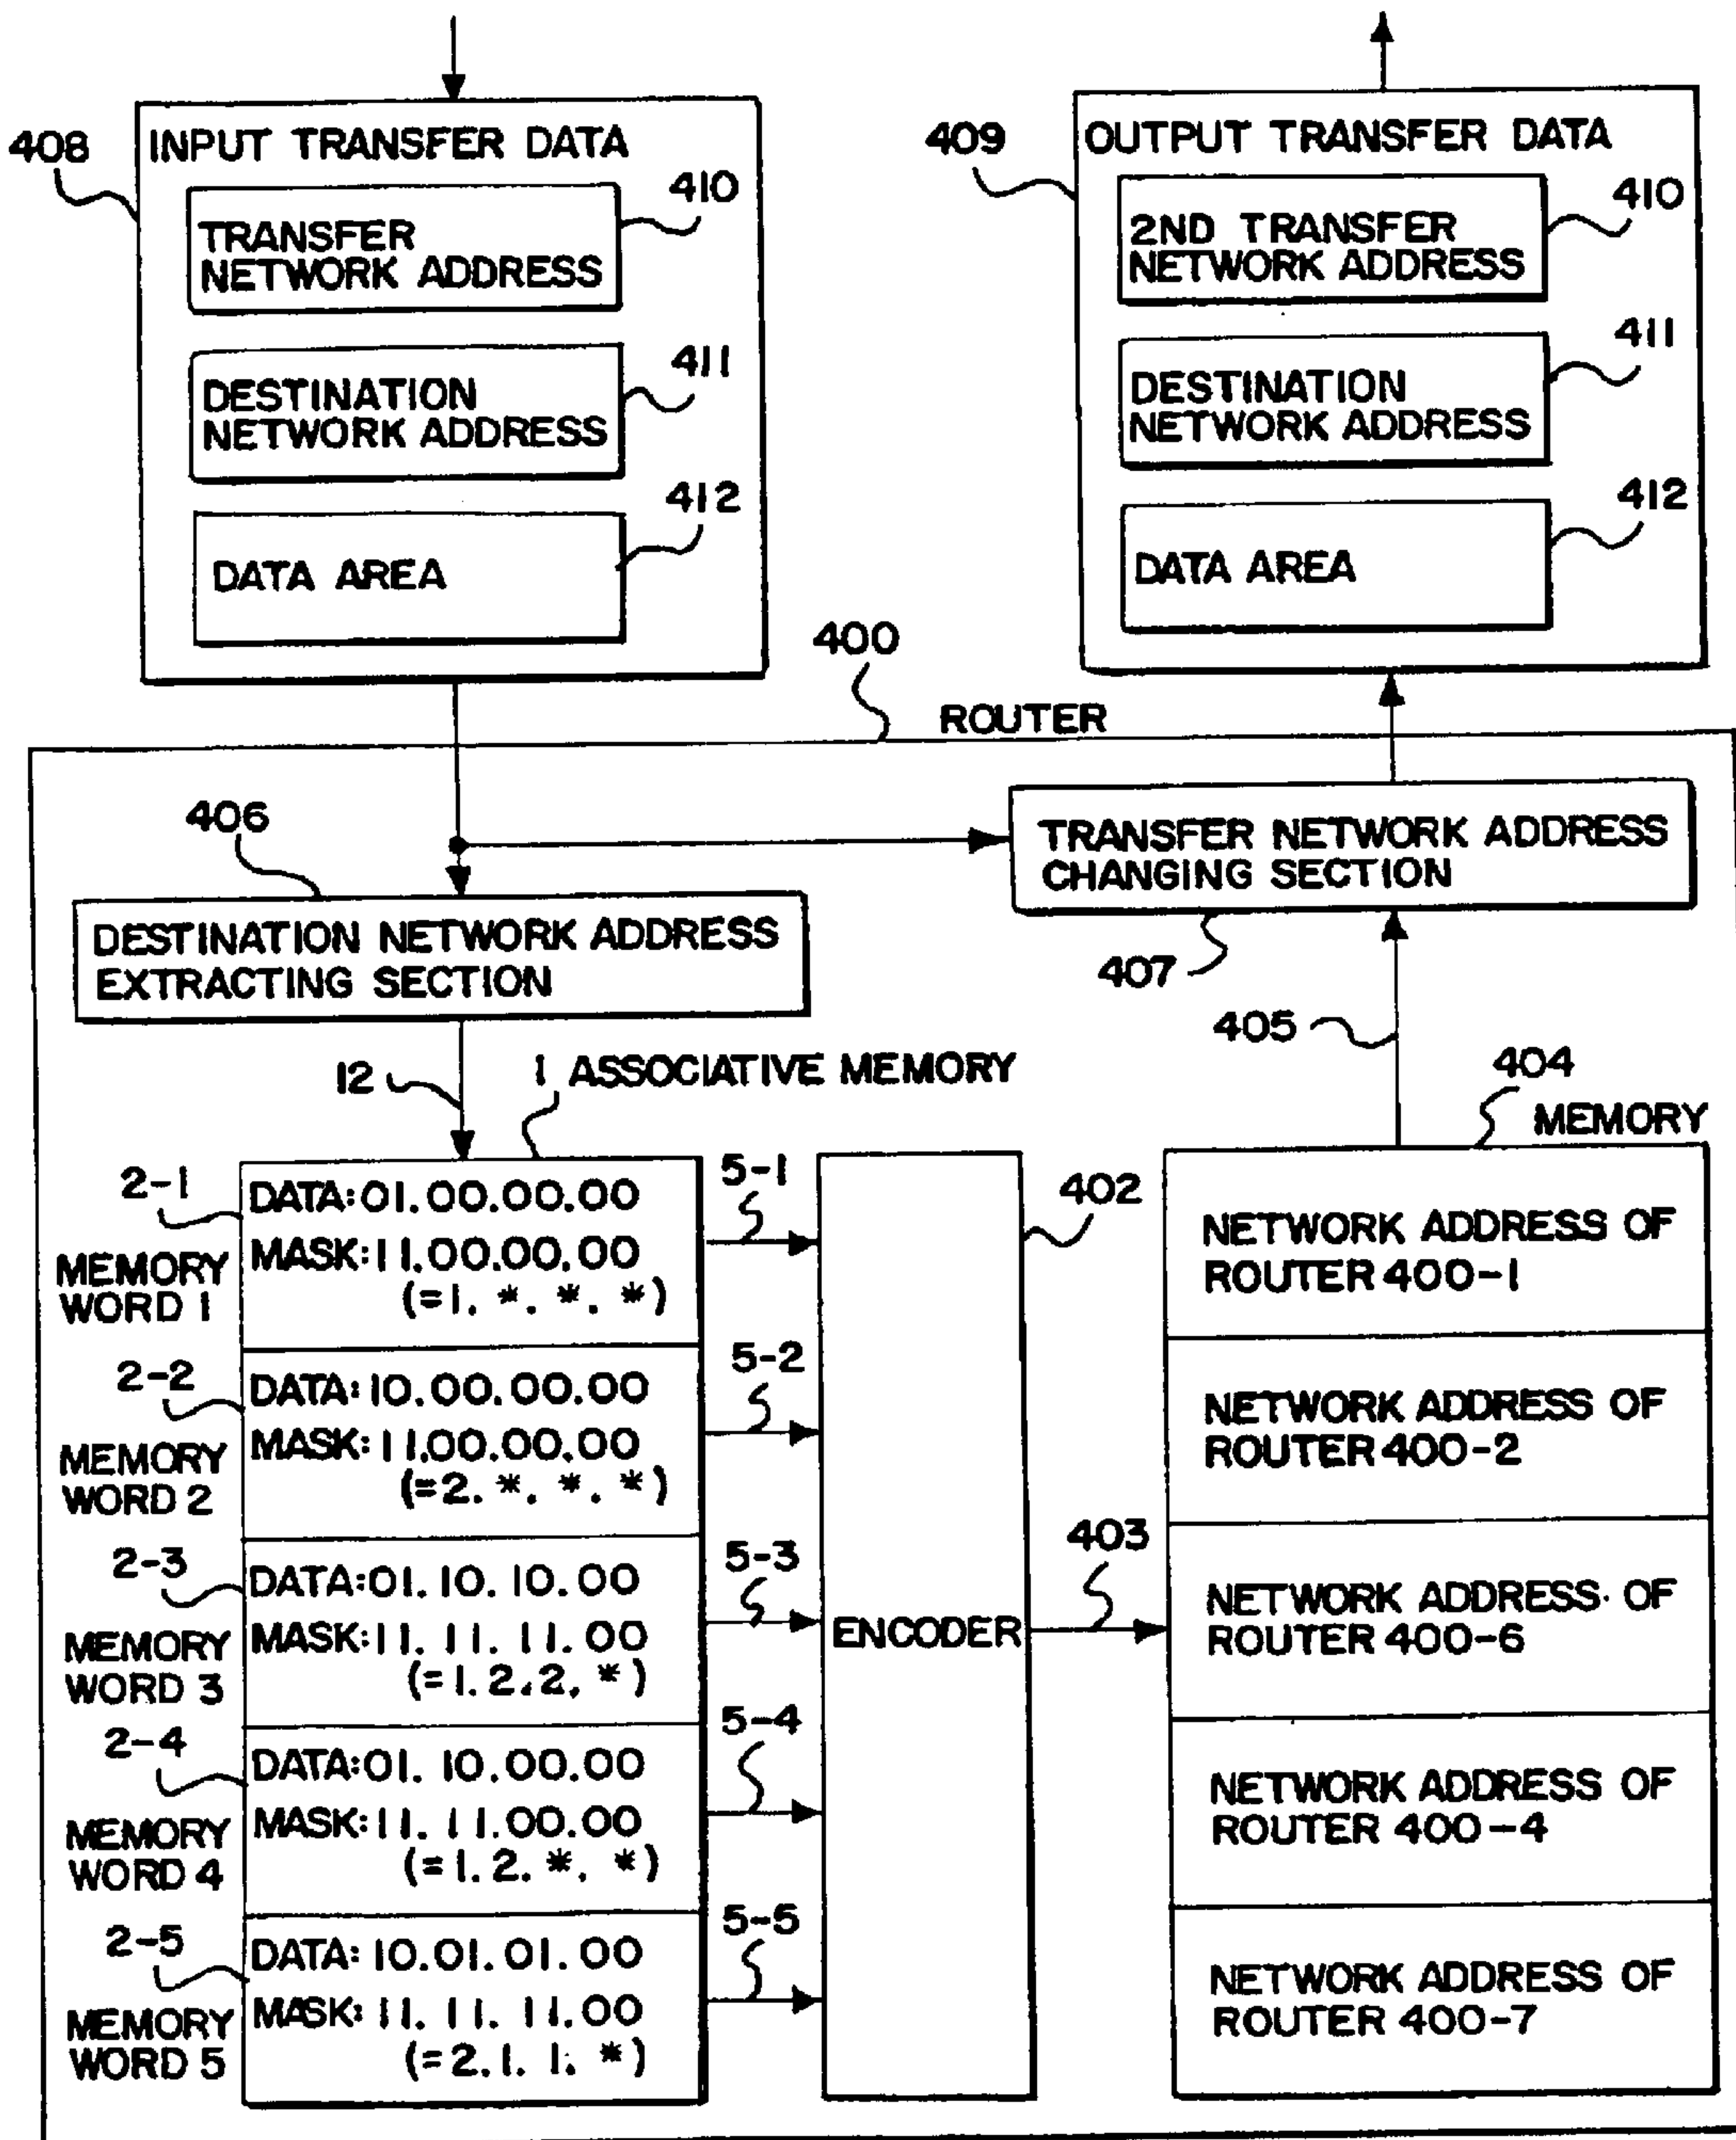 408
INPUT TRANSFER DATA
410
TRANSFER
NETWORK ADDRESS
411
DESTINATION
NETWORK ADDRESS
412
DATA AREA
409
OUTPUT TRANSFER DATA
410
2ND TRANSFER
NETWORK ADDRESS
411
DESTINATION
NETWORK ADDRESS
412
DATA AREA
400
ROUTER
406
DESTINATION NETWORK ADDRESS
EXTRACTING SECTION
TRANSFER NETWORK ADDRESS
CHANGING SECTION
407
405
12
1 ASSOCIATIVE MEMORY
404
MEMORY
2-1
MEMORY
WORD 1
DATA:01.00.00.00
MASK:11.00.00.00
(=1. *. *. *)
5-1
2-2
MEMORY
WORD 2
DATA:10.00.00.00
MASK:11.00.00.00
(=2. *. *. *)
5-2
2-3
MEMORY
WORD 3
DATA:01.10.10.00
MASK:11.11.11.00
(=1.2.2.*)
5-3
2-4
MEMORY
WORD 4
DATA:01.10.00.00
MASK:11.11.00.00
(=1.2.*. *)
5-4
2-5
MEMORY
WORD 5
DATA:10.01.01.00
MASK:11.11.11.00
(=2.1.1.*)
5-5
402
ENCODER
403
NETWORK ADDRESS OF
ROUTER 400-1
NETWORK ADDRESS OF
ROUTER 400-2
NETWORK ADDRESS OF
ROUTER 400-6
NETWORK ADDRESS OF
ROUTER 400-4
NETWORK ADDRESS OF
ROUTER 400-7